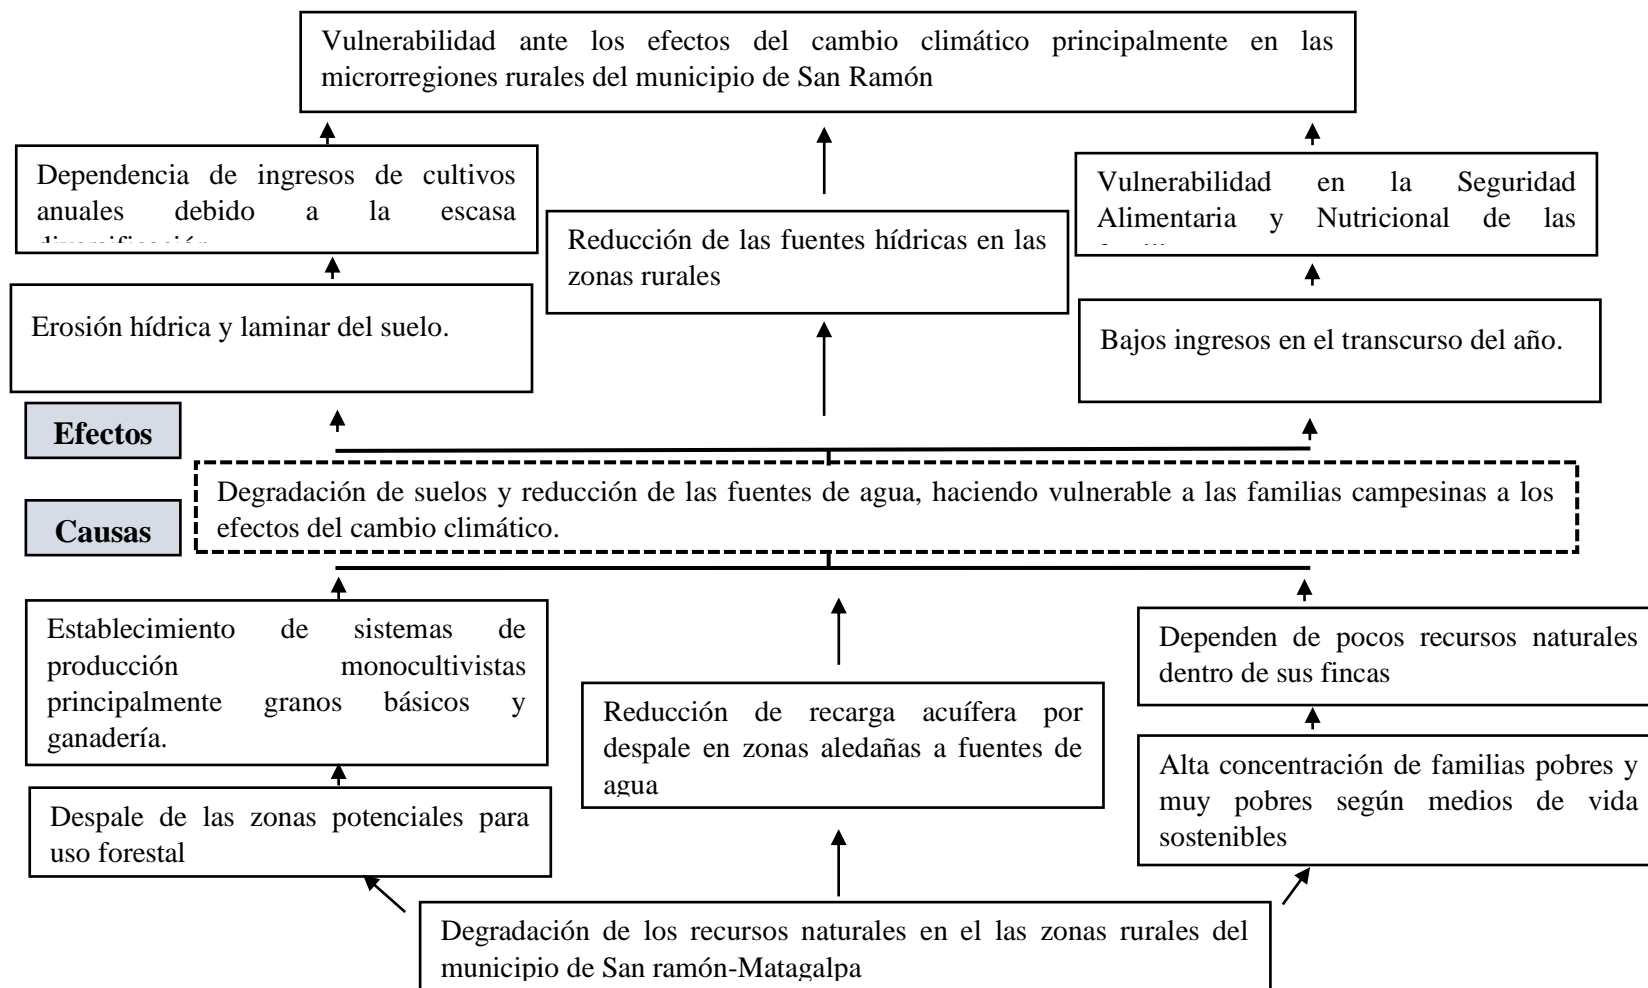 Vulnerabilidad ante los efectos del cambio climático principalmente en las
microrregiones rurales del municipio de San Ramón
Dependencia de ingresos de cultivos
anuales debido a la escasa
Reducción de las fuentes hídricas en las
zonas rurales
Vulnerabilidad en la Seguridad
Alimentaria y Nutricional de las
Erosión hídrica y laminar del suelo.
Bajos ingresos en el transcurso del año.
Efectos
Degradación de suelos y reducción de las fuentes de agua, haciendo vulnerable a las familias campesinas a los
efectos del cambio climático.
Causas
Establecimiento de sistemas de
producción monocultivistas
principalmente granos básicos y
ganadería.
Reducción de recarga acuífera por
despale en zonas aledañas a fuentes de
agua
Dependen de pocos recursos naturales
dentro de sus fincas
Despale de las zonas potenciales para
uso forestal
Alta concentración de familias pobres y
muy pobres según medios de vida
sostenibles
Degradación de los recursos naturales en el las zonas rurales del
municipio de San ramón-Matagalpa